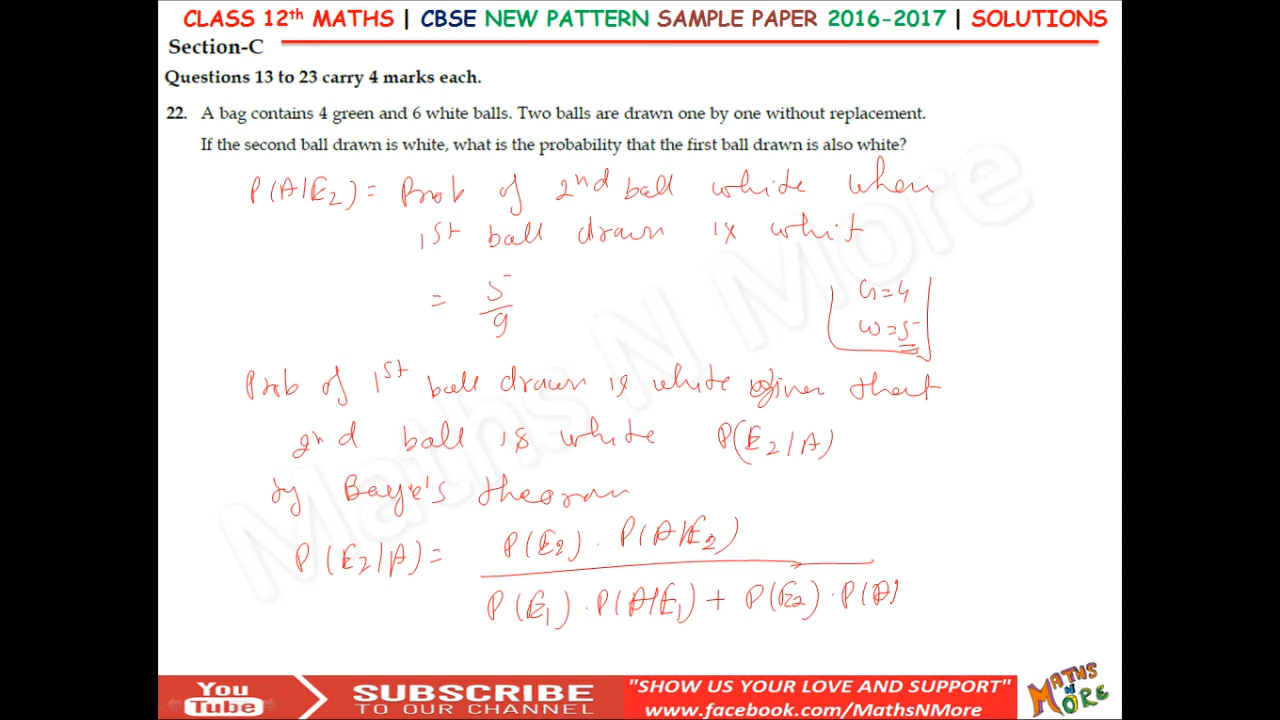 CLASS 12th MATHS | CBSE NEW PATTERN SAMPLE PAPER 2016-2017 | SOLUTIONS
Section-C
Questions 13 to 23 carry 4 marks each.
22. A bag contains 4 green and 6 white balls. Two balls are drawn one by one without replacement.
If the second ball drawn is white, what is the probability that the first ball drawn is also white?
P(A/E2) = Prob of 2nd ball white when
1st ball drawn is whit
= 5/9
G=4
W=5
Prob of 1st ball drawn is white given that
2nd ball is white P(E2/A)
by Baye's theoram
P(E2/A) = P(E2) . P(A/E2)
P(E1) . P(A/E1) + P(E2) . P(A/
Maths N More
You Tube
SUBSCRIBE
TO OUR CHANNEL
"SHOW US YOUR LOVE AND SUPPORT"
www.facebook.com/MathsNMore
MATHS N MORE